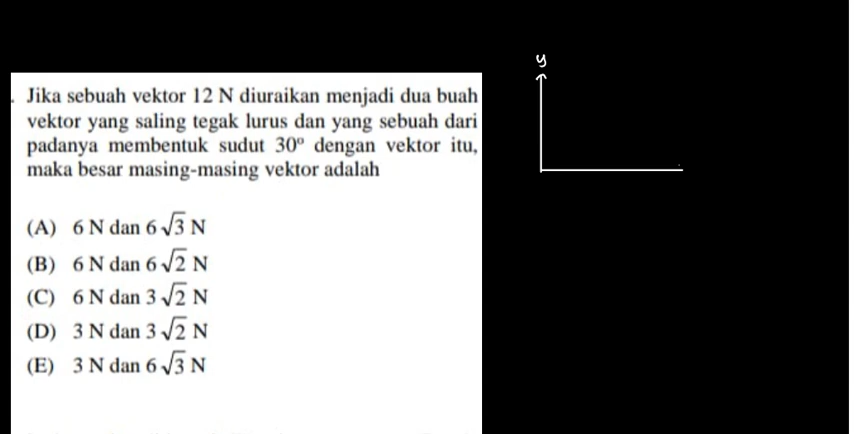 y
. Jika sebuah vektor 12 N diuraikan menjadi dua buah
vektor yang saling tegak lurus dan yang sebuah dari
padanya membentuk sudut 30° dengan vektor itu,
maka besar masing-masing vektor adalah
(A) 6 N dan 6√3 N
(B) 6 N dan 6√2 N
(C) 6 N dan 3√2 N
(D) 3 N dan 3√2 N
(E) 3 N dan 6√3 N